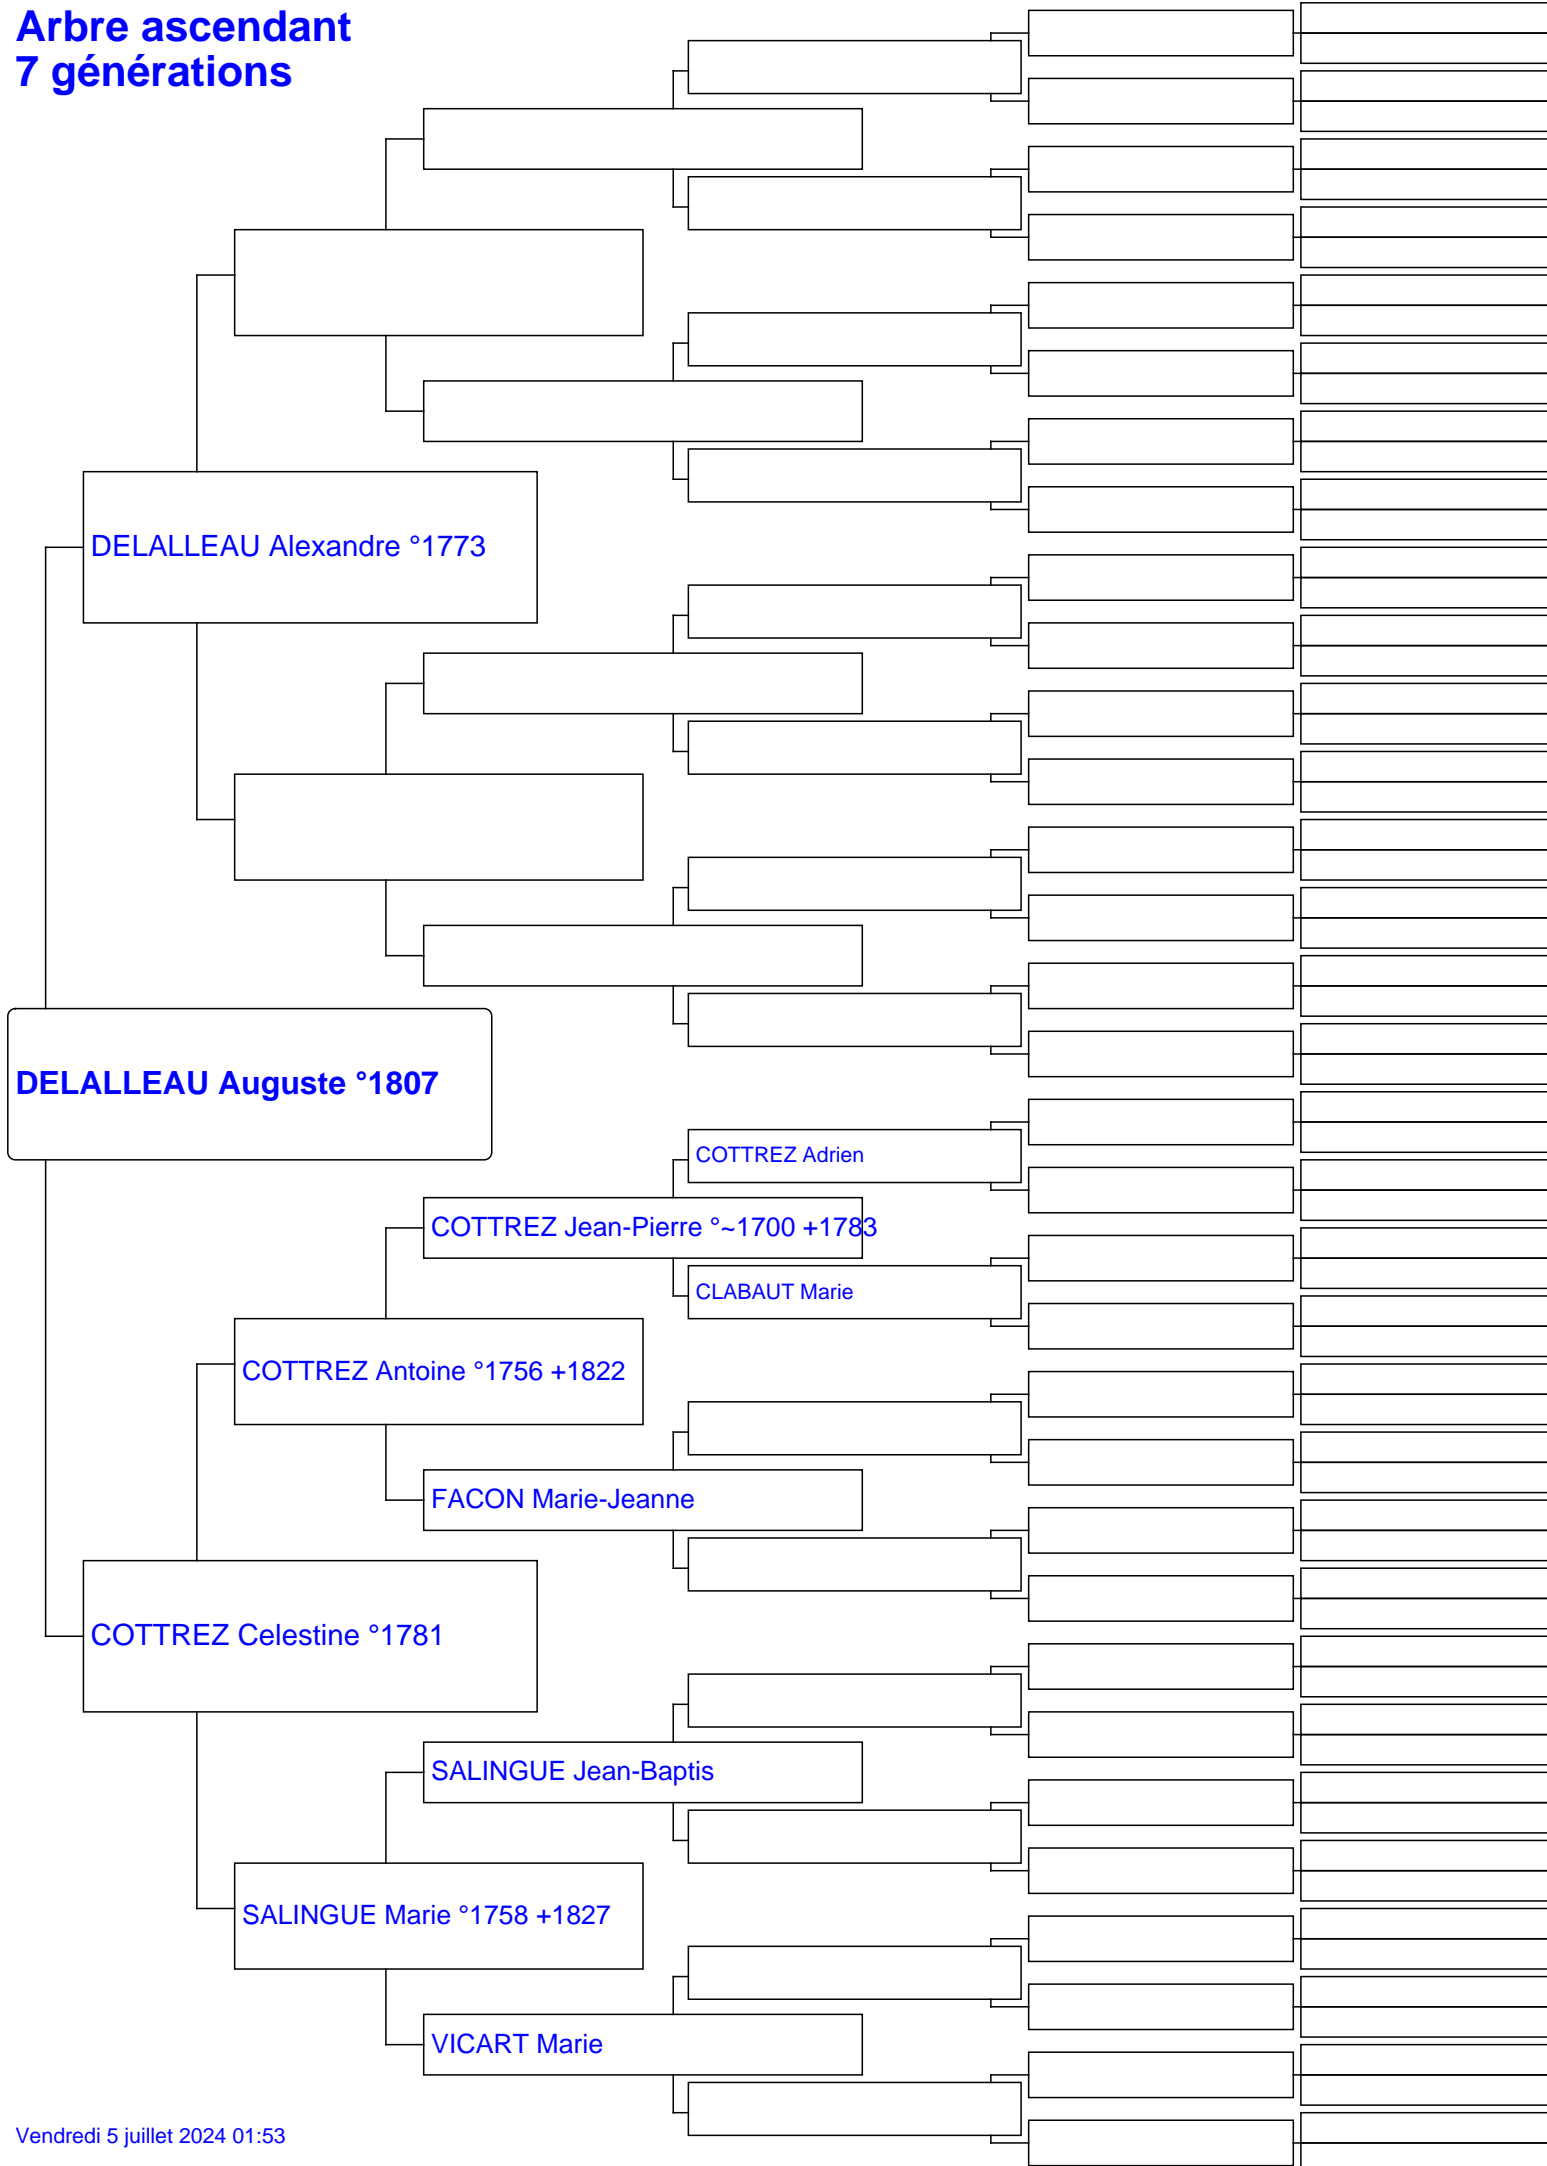 Arbre ascendant
7 générations
DELALLEAU Alexandre °1773
DELALLEAU Auguste °1807
COTTREZ Adrien
COTTREZ Jean-Pierre °~1700 +1783
CLABAUT Marie
COTTREZ Antoine °1756 +1822
FACON Marie-Jeanne
COTTREZ Celestine °1781
SALINGUE Jean-Baptis
SALINGUE Marie °1758 +1827
VICART Marie
Vendredi 5 juillet 2024 01:53